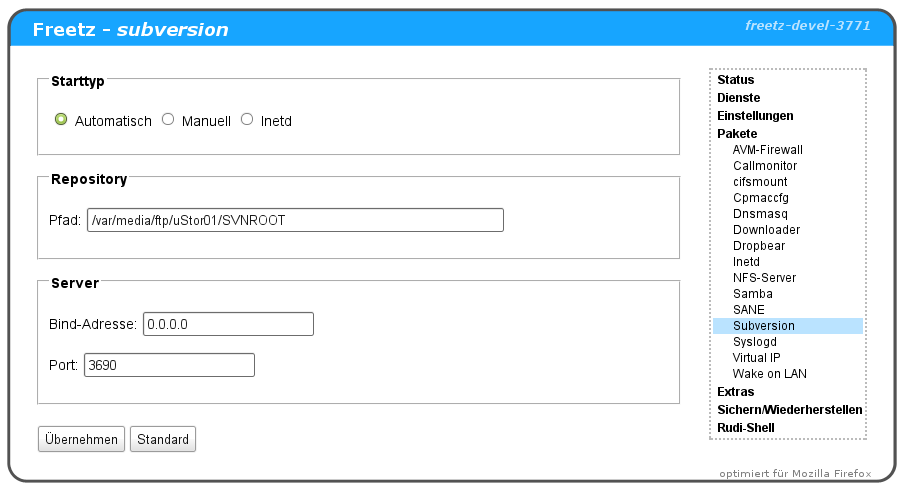 Freetz - subversion
freetz-devel-3771
Starttyp
Automatisch Manuell Inetd
Repository
Pfad: /var/media/ftp/uStor01/SVNROOT
Server
Bind-Adresse: 0.0.0.0
Port: 3690
Übernehmen Standard
Status
Dienste
Einstellungen
Pakete
AVM-Firewall
Callmonitor
cifsmount
Cpmaccfg
Dnsmasq
Downloader
Dropbear
Inetd
NFS-Server
Samba
SANE
Subversion
Syslogd
Virtual IP
Wake on LAN
Extras
Sichern/Wiederherstellen
Rudi-Shell
optimiert für Mozilla Firefox